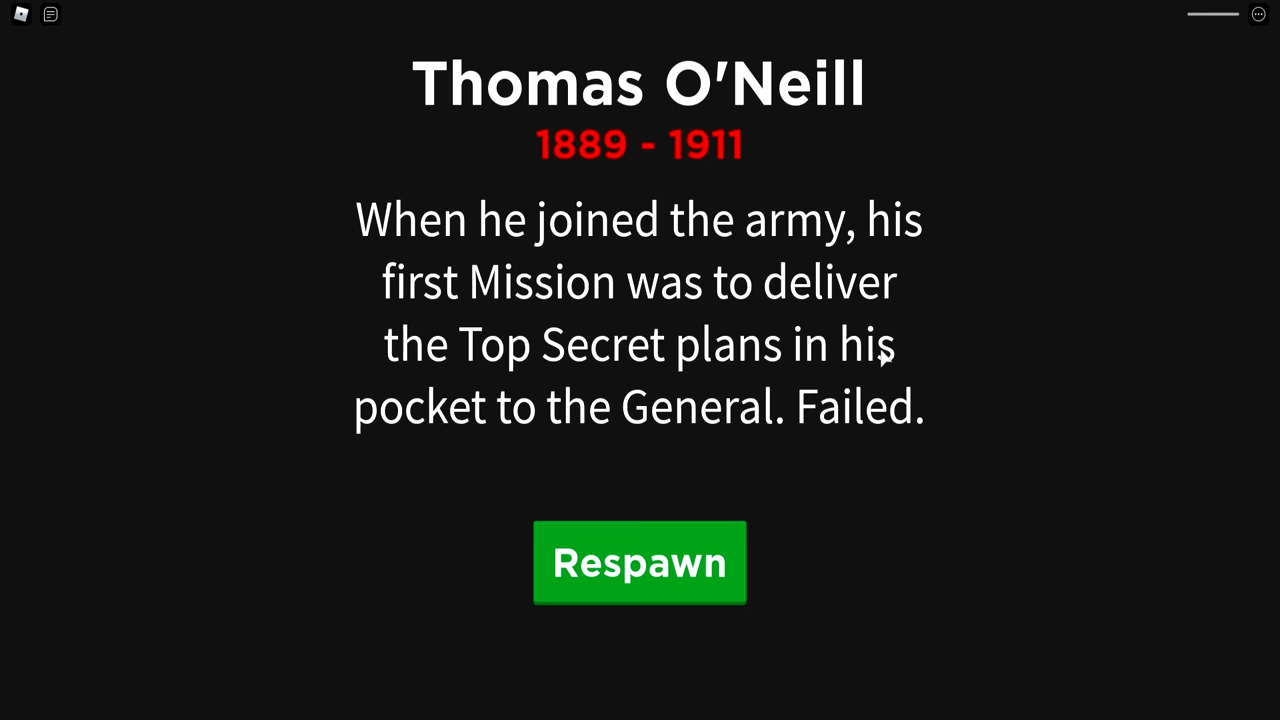 Thomas O'Neill
1889 - 1911
When he joined the army, his
first Mission was to deliver
the Top Secret plans in his
pocket to the General. Failed.
Respawn